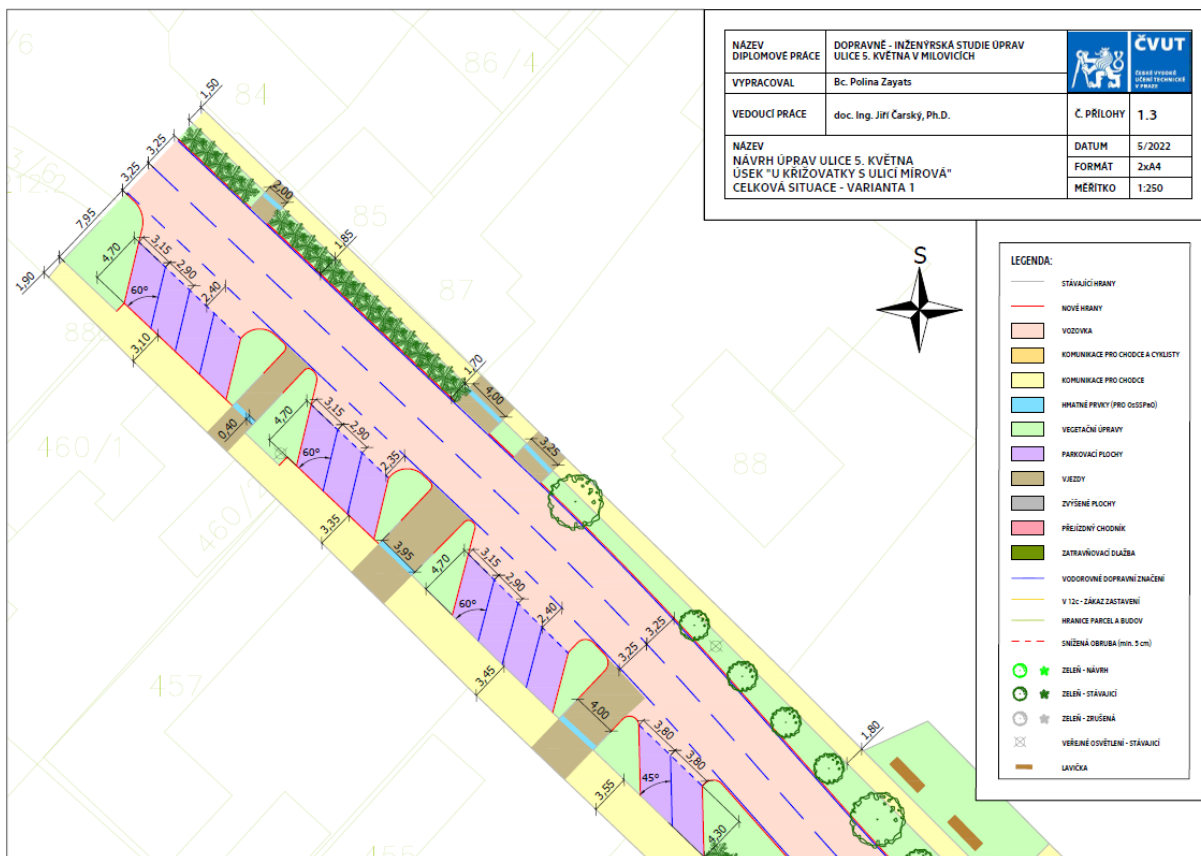 NÁZEV DIPLOMOVÉ PRÁCE
DOPRAVNĚ - INŽENÝRSKÁ STUDIE ÚPRAV
ULICE 5. KVĚTNA V MILOVICÍCH
VYPRACOVAL
Bc. Polina Zayats
VEDOUCÍ PRÁCE
doc. Ing. Jiří Čarský, Ph.D.
NÁZEV
NÁVRH ÚPRAV ULICE 5. KVĚTNA
ÚSEK "U KŘIŽOVATKY S ULICÍ MÍROVÁ"
CELKOVÁ SITUACE - VARIANTA 1
ČVUT
ČESKÉ VYSOKÉ
UČENÍ TECHNICKÉ
V PRAZE
Č. PŘÍLOHY 1.3
DATUM 5/2022
FORMÁT 2xA4
MĚŘÍTKO 1:250
S
LEGENDA:
STÁVAJÍCÍ HRANY
NOVÉ HRANY
VOZOVKA
KOMUNIKACE PRO CHODCE A CYKLISTY
KOMUNIKACE PRO CHODCE
HMATNÉ PRVKY (PRO OsSSPaO)
VEGETAČNÍ ÚPRAVY
PARKOVACÍ PLOCHY
VJEZDY
ZVÝŠENÉ PLOCHY
PŘEJÍZDNÝ CHODNÍK
ZATRAVŇOVACÍ DLAŽBA
VODOROVNÉ DOPRAVNÍ ZNAČENÍ
V 12c - ZÁKAZ ZASTAVENÍ
HRANICE PARCEL A BUDOV
SNÍŽENÁ OBRUBA (min. 5 cm)
ZELEŇ - NÁVRH
ZELEŇ - STÁVAJÍCÍ
ZELEŇ - ZRUŠENÁ
VEŘEJNÉ OSVĚTLENÍ - STÁVAJÍCÍ
LAVIČKA
86/4
84
1,50
3,25
3,25
7,95
1,90
2,00
85
1,85
87
4,70
3,15
2,90
2,40
60°
3,10
1,70
4,00
3,25
88
460/1
0,40
4,70
3,15
2,90
2,35
60°
3,35
3,95
4,70
3,15
2,90
2,40
60°
3,45
3,25
3,25
457
4,00
3,80
3,80
45°
3,55
4,30
1,80
455